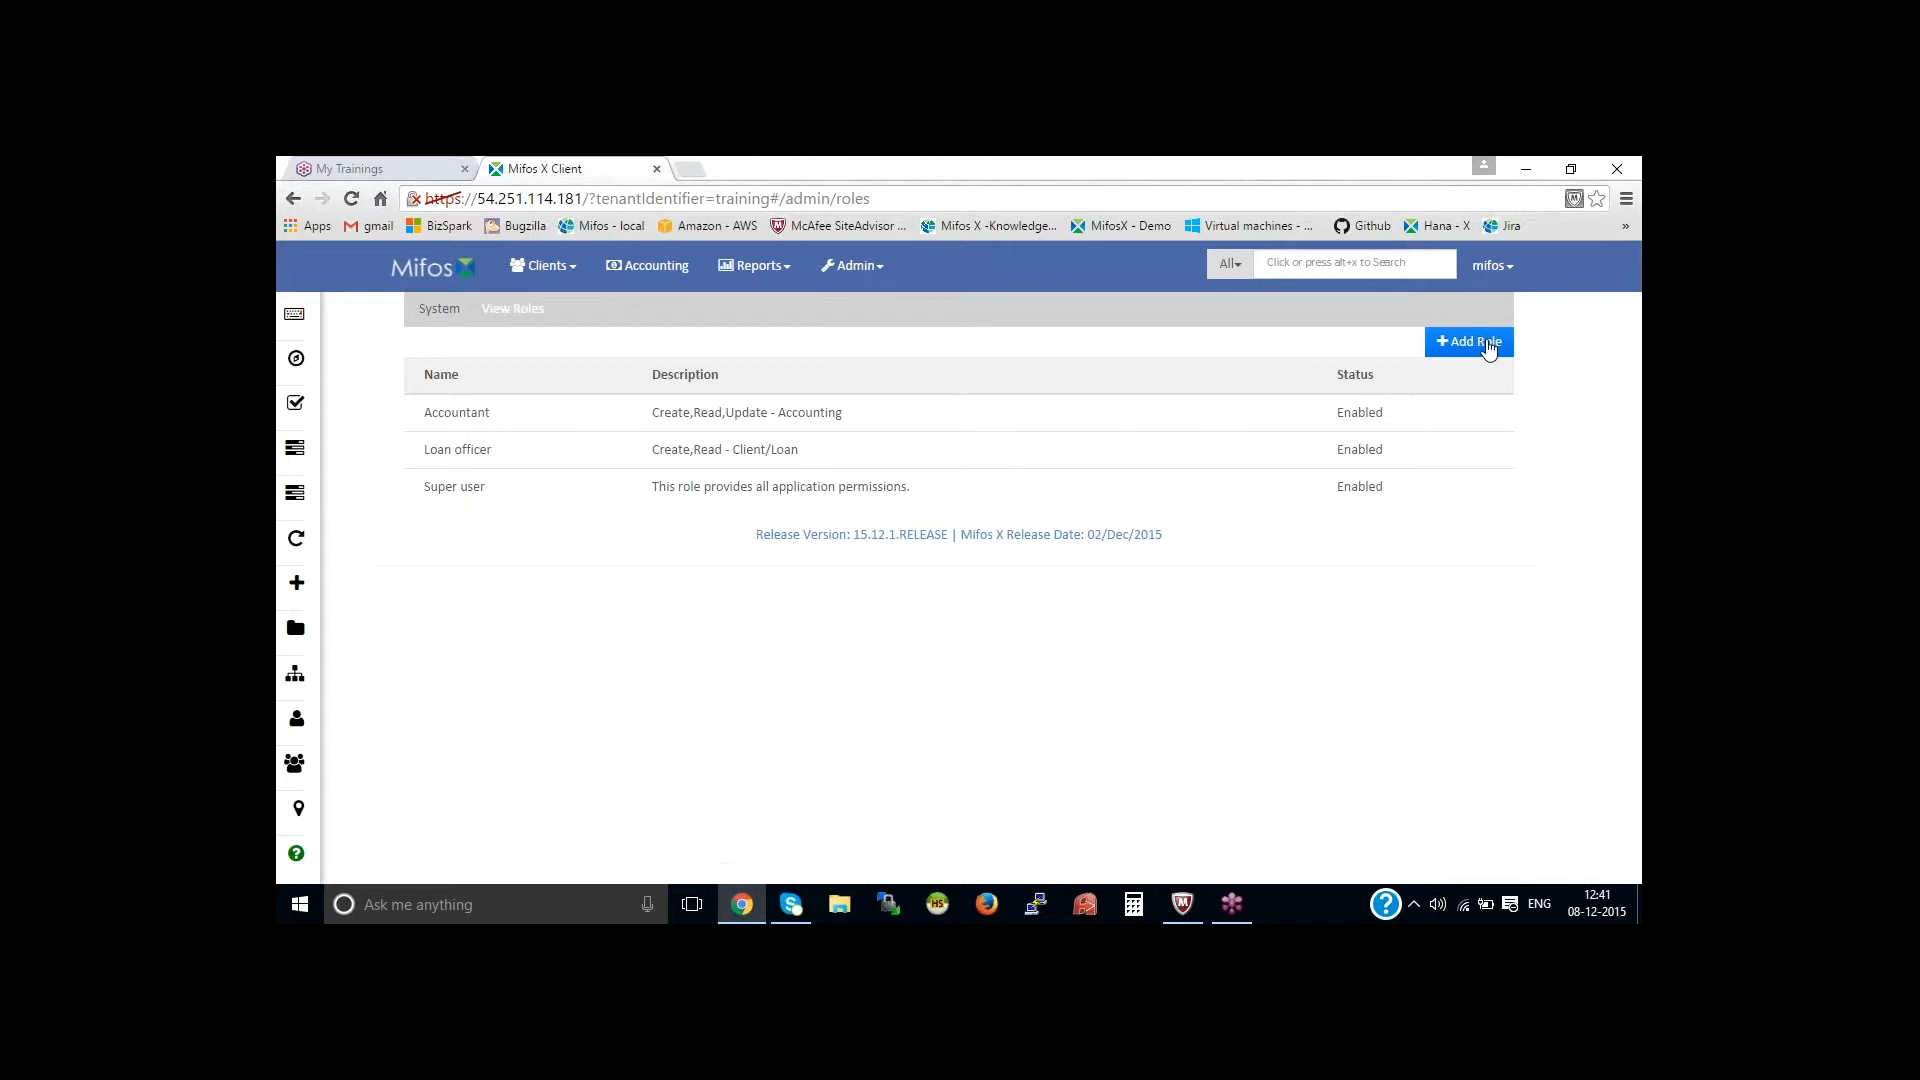 My Trainings
Mifos X Client
https://54.251.114.181/?tenantIdentifier=training#/admin/roles
Apps gmail BizSpark Bugzilla Mifos - local Amazon - AWS McAfee SiteAdvisor ... Mifos X -Knowledge... MifosX - Demo Virtual machines - ... Github Hana - X Jira »
Mifos Clients Accounting Reports Admin All Click or press alt+x to Search mifos
System View Roles
Add Role
Name Description Status
Accountant Create,Read,Update - Accounting Enabled
Loan officer Create,Read - Client/Loan Enabled
Super user This role provides all application permissions. Enabled
Release Version: 15.12.1.RELEASE | Mifos X Release Date: 02/Dec/2015
Ask me anything
HS
ENG
12:41
08-12-2015